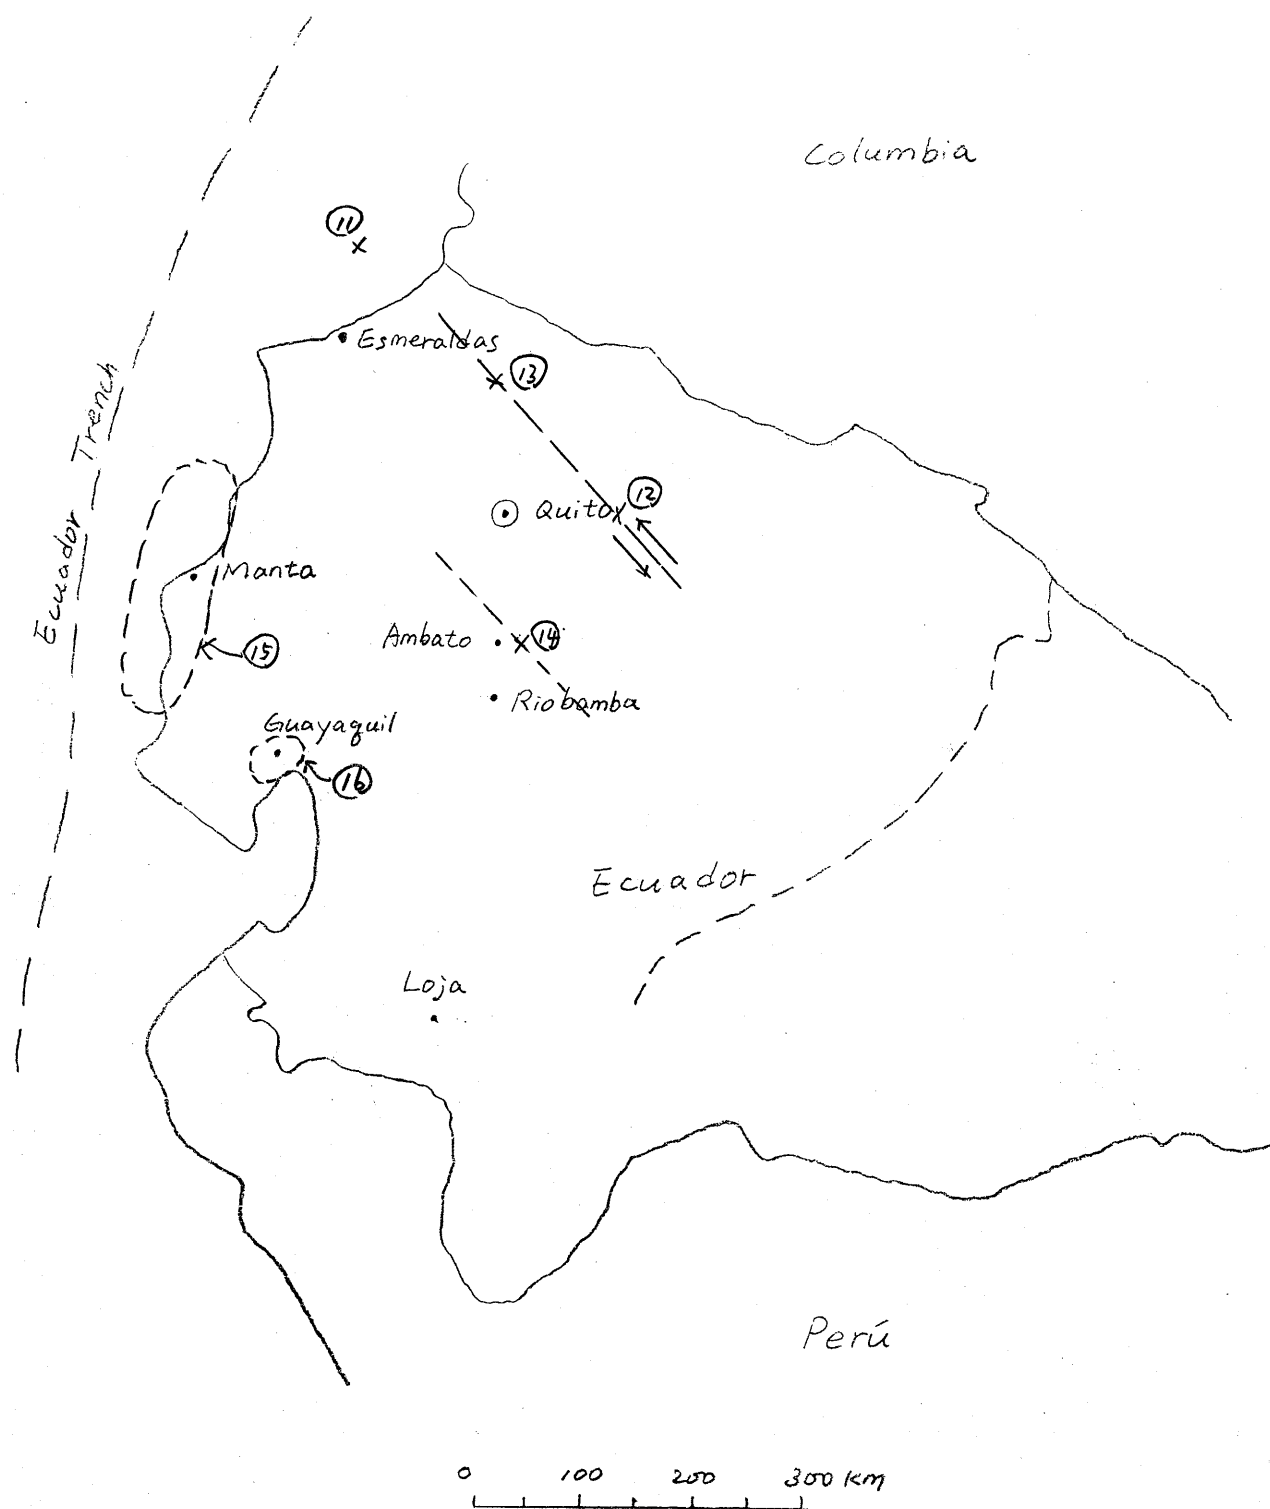 Columbia
11
Esmeraldas
13
Ecuador Trench
12
Quito
Manta
Ambato
14
15
Riobamba
Guayaquil
16
Ecuador
Loja
Perú
0 100 200 300 km